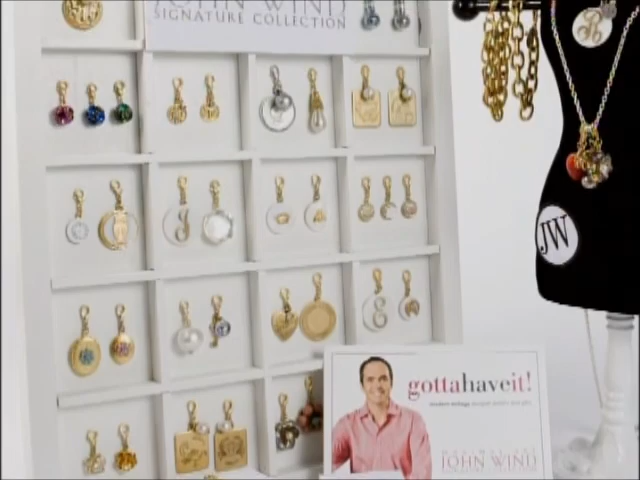 JOHN WIND
SIGNATURE COLLECTION
JW
gottahaveit!
JOHN WIND